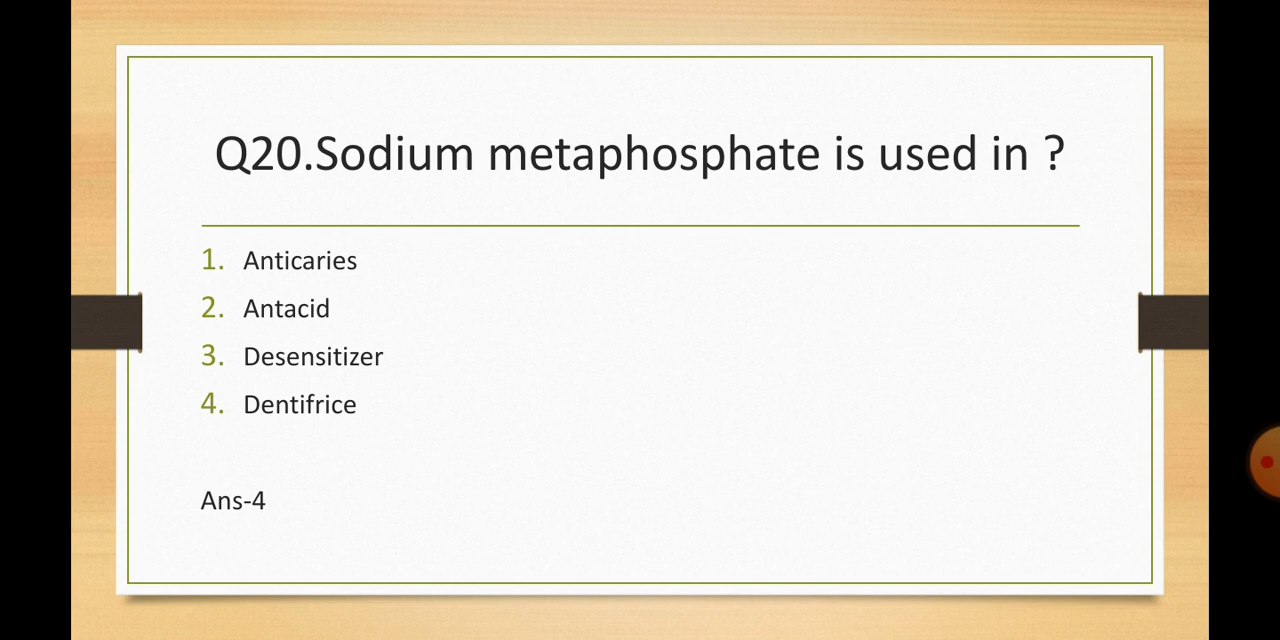 Q20.Sodium metaphosphate is used in ?
1. Anticaries
2. Antacid
3. Desensitizer
4. Dentifrice
Ans-4